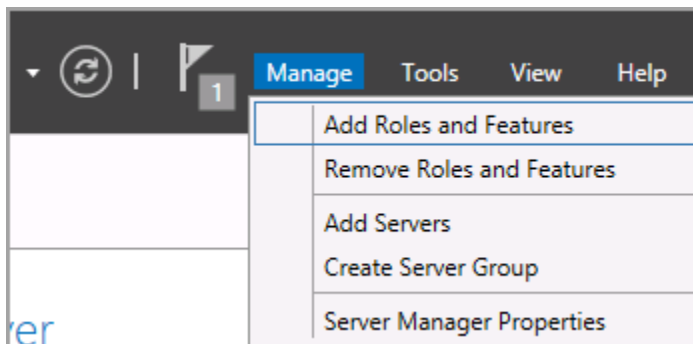 1
Manage Tools View Help
Add Roles and Features
Remove Roles and Features
Add Servers
Create Server Group
Server Manager Properties
ver